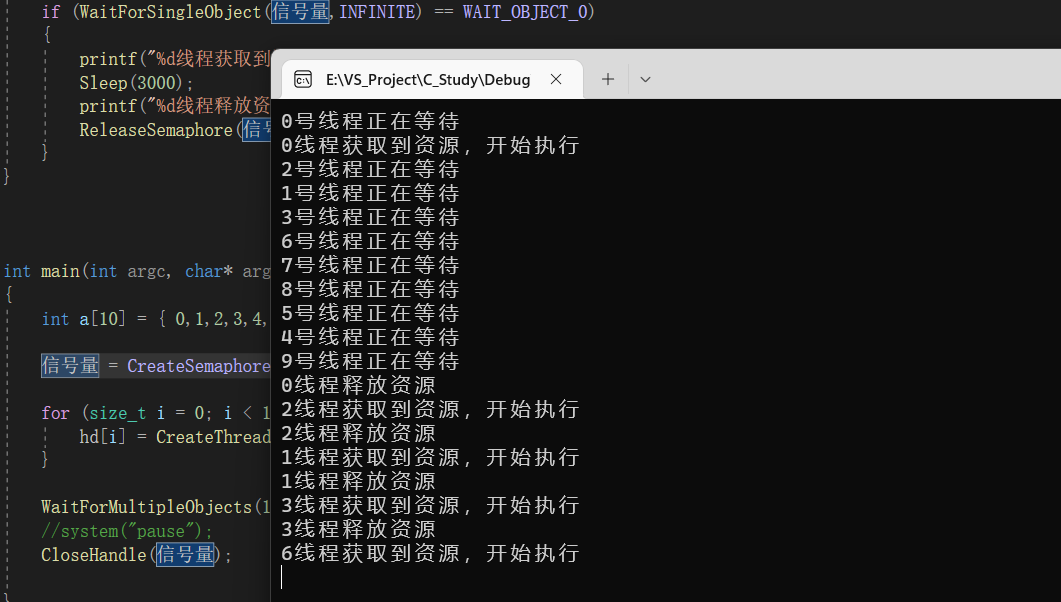 if (WaitForSingleObject(信号量,INFINITE) == WAIT_OBJECT_0)
{
printf("%d线程获取到
Sleep(3000);
printf("%d线程释放资
ReleaseSemaphore(信
}
}
int main(int argc, char* arg
{
int a[10] = { 0,1,2,3,4,
信号量 = CreateSemaphore
for (size_t i = 0; i < 1
hd[i] = CreateThread
}
WaitForMultipleObjects(1
//system("pause");
CloseHandle(信号量);
}
E:\VS_Project\C_Study\Debug
0号线程正在等待
0线程获取到资源，开始执行
2号线程正在等待
1号线程正在等待
3号线程正在等待
6号线程正在等待
7号线程正在等待
8号线程正在等待
5号线程正在等待
4号线程正在等待
9号线程正在等待
0线程释放资源
2线程获取到资源，开始执行
2线程释放资源
1线程获取到资源，开始执行
1线程释放资源
3线程获取到资源，开始执行
3线程释放资源
6线程获取到资源，开始执行